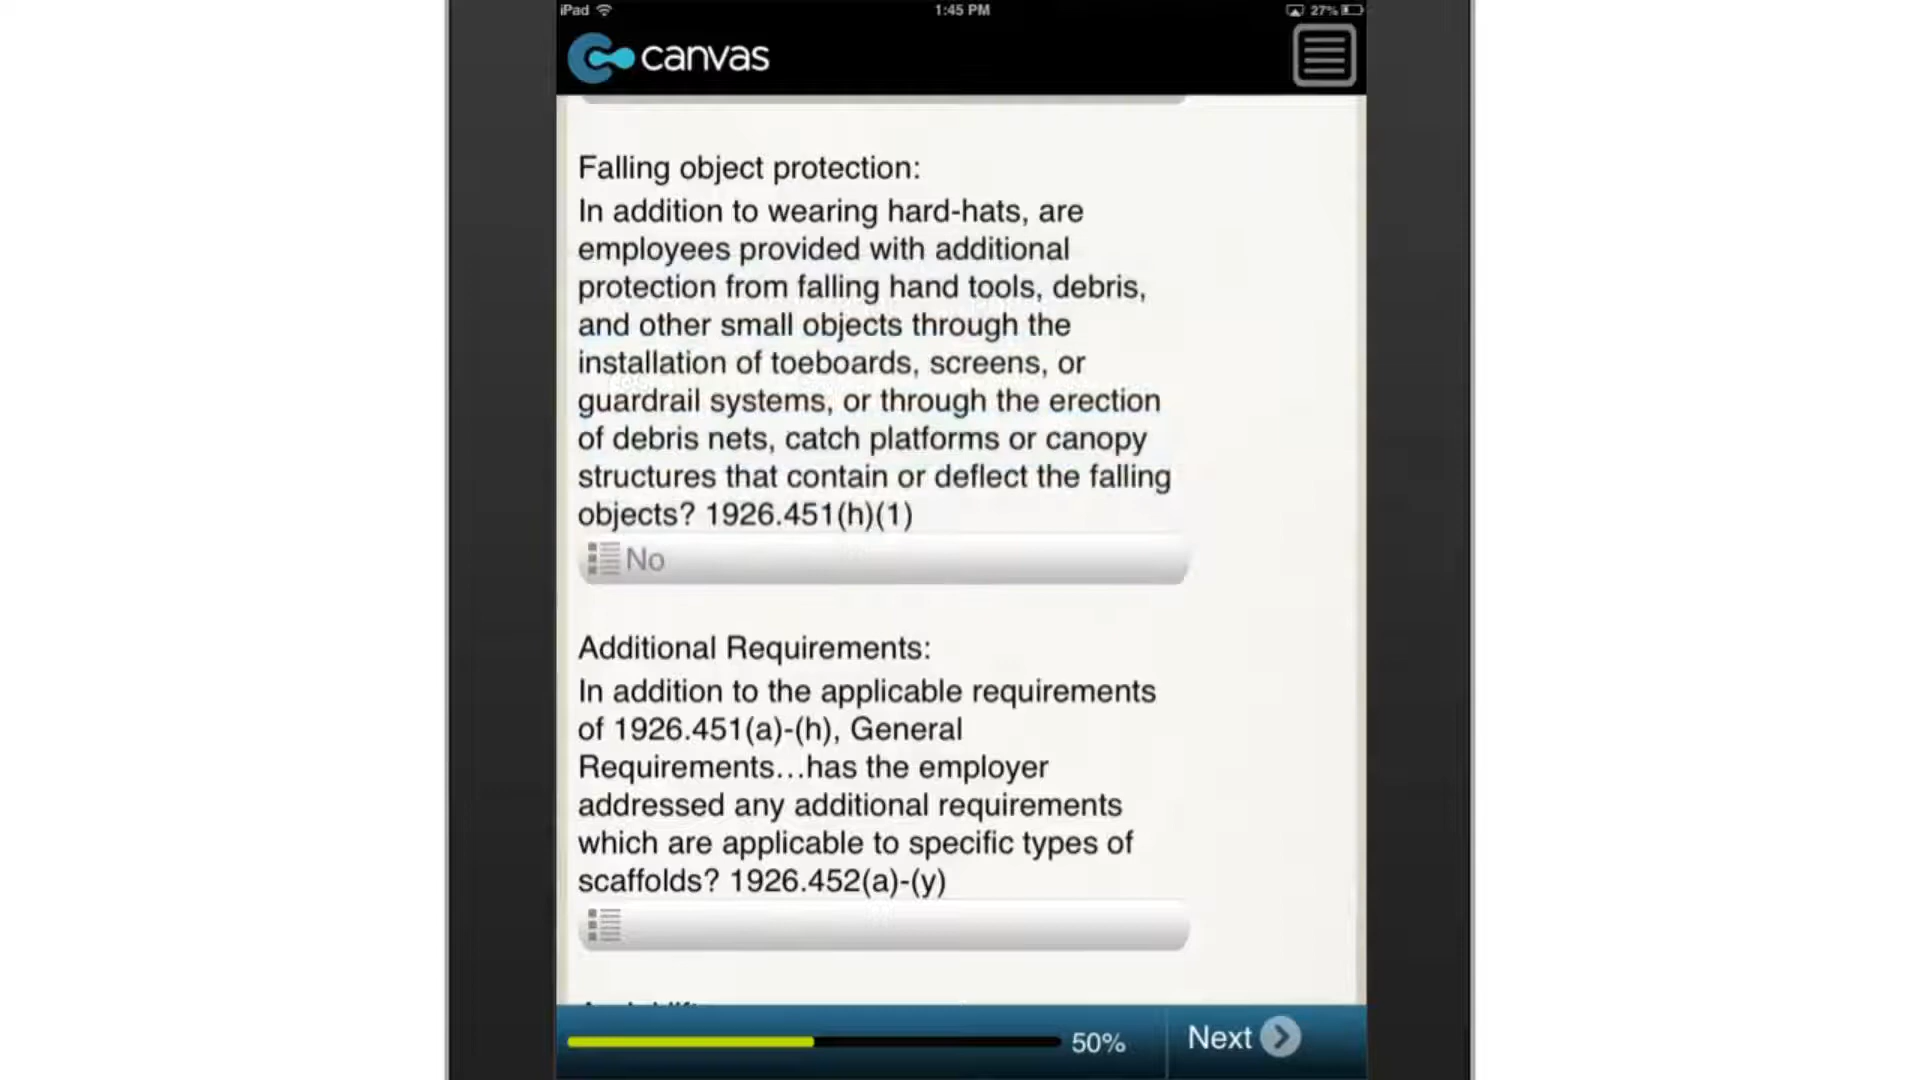 iPad
1:45 PM
27%
canvas
Falling object protection:
In addition to wearing hard-hats, are
employees provided with additional
protection from falling hand tools, debris,
and other small objects through the
installation of toeboards, screens, or
guardrail systems, or through the erection
of debris nets, catch platforms or canopy
structures that contain or deflect the falling
objects? 1926.451(h)(1)
No
Additional Requirements:
In addition to the applicable requirements
of 1926.451(a)-(h), General
Requirements...has the employer
addressed any additional requirements
which are applicable to specific types of
scaffolds? 1926.452(a)-(y)
50%
Next